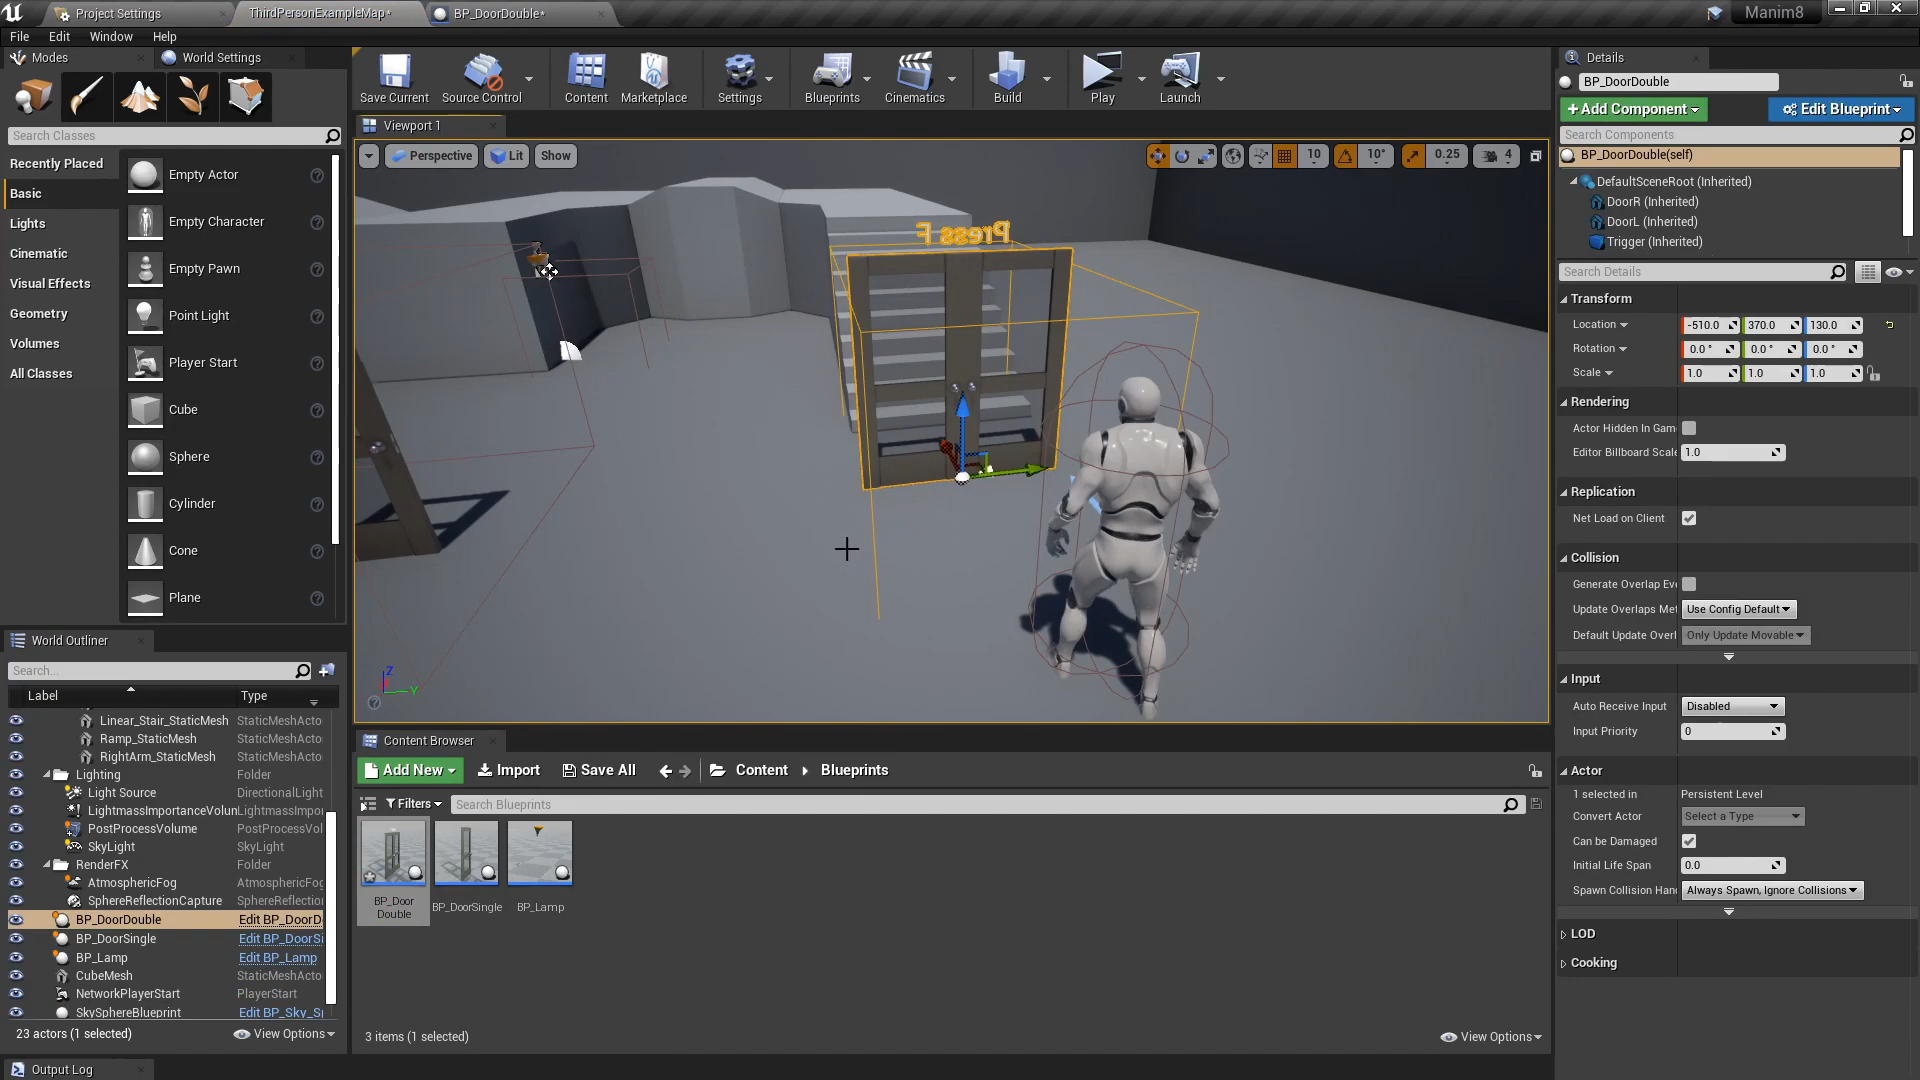 Project Settings
ThirdPersonExampleMap*
BP_DoorDouble*
Manim8
File Edit Window Help
Modes
World Settings
Search Classes
Recently Placed
Basic
Lights
Cinematic
Visual Effects
Geometry
Volumes
All Classes
Empty Actor
Empty Character
Empty Pawn
Point Light
Player Start
Cube
Sphere
Cylinder
Cone
Plane
Save Current
Source Control
Content
Marketplace
Settings
Blueprints
Cinematics
Build
Play
Launch
Viewport 1
Perspective
Lit
Show
10
10°
0.25
4
Press F
Z
Y
World Outliner
Search...
Label Type
Linear_Stair_StaticMesh StaticMeshActo
Ramp_StaticMesh StaticMeshActo
RightArm_StaticMesh StaticMeshActo
Lighting Folder
Light Source DirectionalLight
LightmassImportanceVolun LightmassImpor
PostProcessVolume PostProcessVol
SkyLight SkyLight
RenderFX Folder
AtmosphericFog AtmosphericFog
SphereReflectionCapture SphereReflection
BP_DoorDouble Edit BP_DoorD
BP_DoorSingle Edit BP_DoorSi
BP_Lamp Edit BP_Lamp
CubeMesh StaticMeshActo
NetworkPlayerStart PlayerStart
SkySphereBlueprint Edit BP_Sky_Sp
23 actors (1 selected)
View Options
Output Log
Content Browser
Add New
Import
Save All
Content
Blueprints
Filters
Search Blueprints
BP_Door
Double
BP_DoorSingle
BP_Lamp
3 items (1 selected)
View Options
Details
BP_DoorDouble
+Add Component
Edit Blueprint
Search Components
BP_DoorDouble(self)
DefaultSceneRoot (Inherited)
DoorR (Inherited)
DoorL (Inherited)
Trigger (Inherited)
Search Details
Transform
Location -510.0 370.0 130.0
Rotation 0.0 ° 0.0 ° 0.0 °
Scale 1.0 1.0 1.0
Rendering
Actor Hidden In Gam
Editor Billboard Scale 1.0
Replication
Net Load on Client
Collision
Generate Overlap Eve
Update Overlaps Met Use Config Default
Default Update Overl Only Update Movable
Input
Auto Receive Input Disabled
Input Priority 0
Actor
1 selected in Persistent Level
Convert Actor Select a Type
Can be Damaged
Initial Life Span 0.0
Spawn Collision Hand Always Spawn, Ignore Collisions
LOD
Cooking